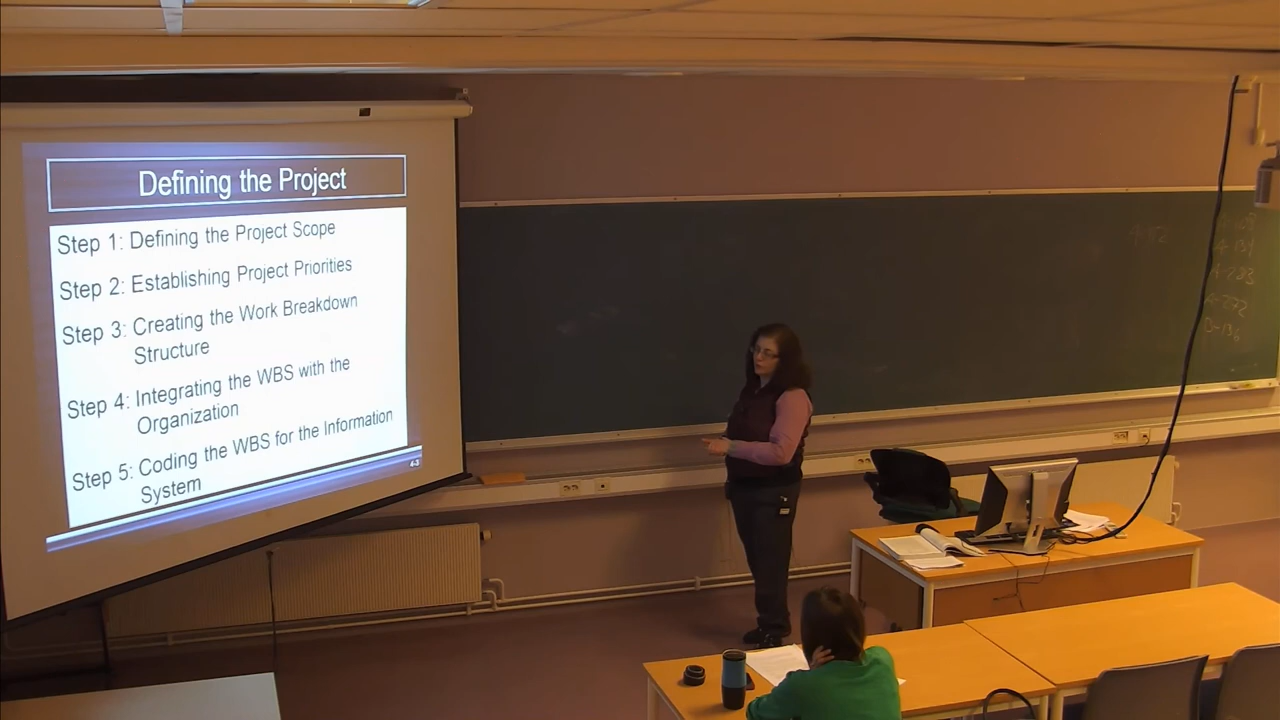 Defining the Project
Step 1: Defining the Project Scope
Step 2: Establishing Project Priorities
Step 3: Creating the Work Breakdown
Structure
Step 4: Integrating the WBS with the
Organization
Step 5: Coding the WBS for the Information
System
4-3